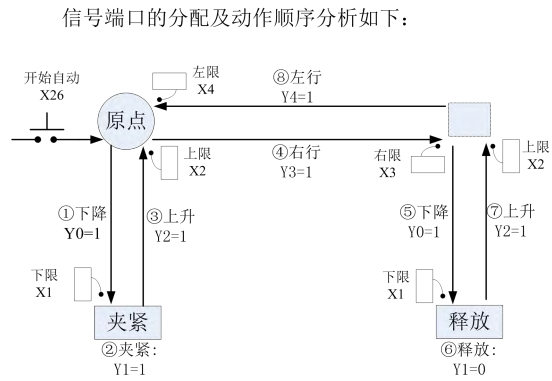 信号端口的分配及动作顺序分析如下：
开始自动
X26
原点
左限
X4
⑧左行
Y4=1
上限
X2
④右行
Y3=1
右限
X3
上限
X2
①下降
Y0=1
③上升
Y2=1
⑤下降
Y0=1
⑦上升
Y2=1
下限
X1
夹紧
②夹紧:
Y1=1
下限
X1
释放
⑥释放:
Y1=0